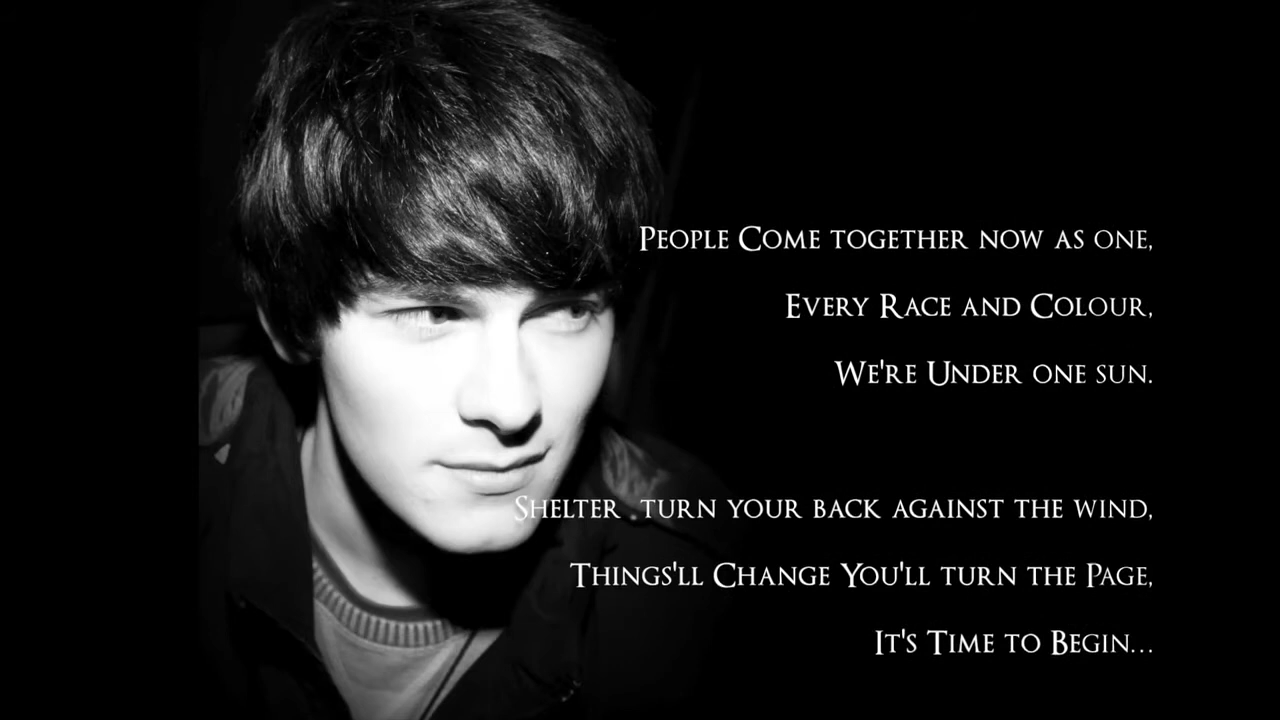 People Come together now as one,
Every Race and Colour,
We're Under one sun.
Shelter .turn your back against the wind,
Things'll Change You'll turn the Page,
It's Time to Begin...